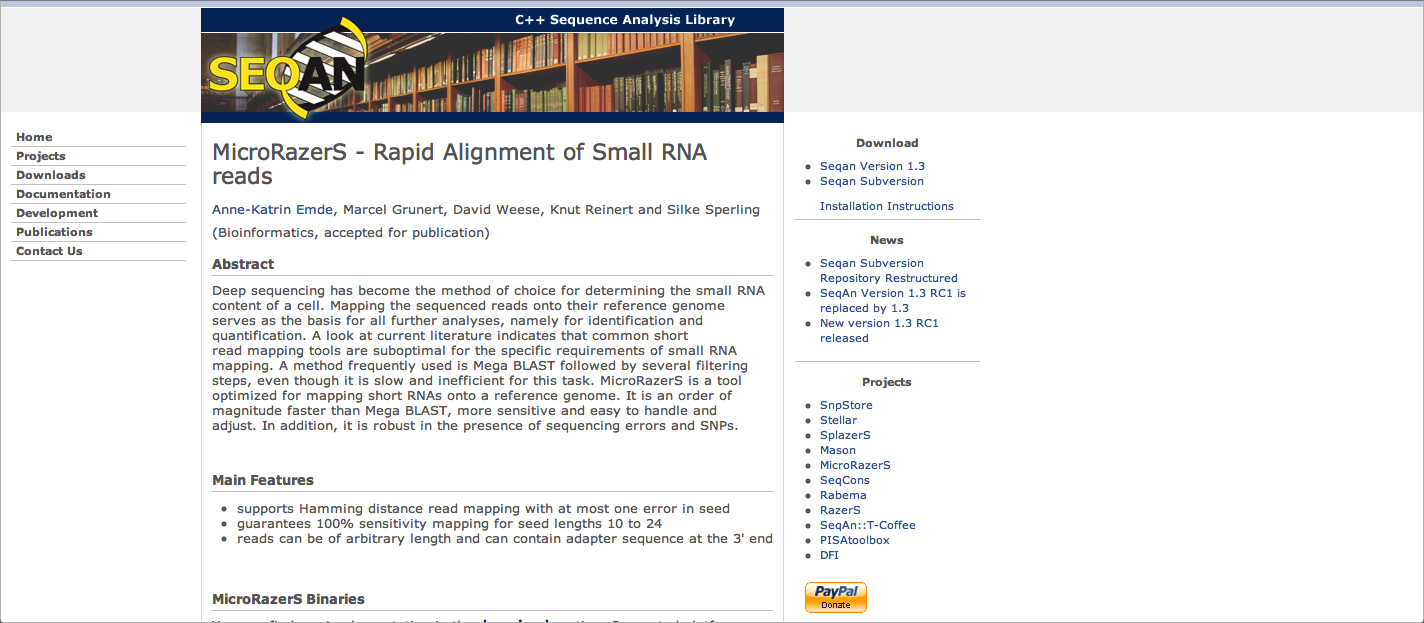 C++ Sequence Analysis Library
SEQAN
Home
Projects
Downloads
Documentation
Development
Publications
Contact Us
MicroRazerS - Rapid Alignment of Small RNA
reads
Anne-Katrin Emde, Marcel Grunert, David Weese, Knut Reinert and Silke Sperling
(Bioinformatics, accepted for publication)
Abstract
Deep sequencing has become the method of choice for determining the small RNA
content of a cell. Mapping the sequenced reads onto their reference genome
serves as the basis for all further analyses, namely for identification and
quantification. A look at current literature indicates that common short
read mapping tools are suboptimal for the specific requirements of small RNA
mapping. A method frequently used is Mega BLAST followed by several filtering
steps, even though it is slow and inefficient for this task. MicroRazerS is a tool
optimized for mapping short RNAs onto a reference genome. It is an order of
magnitude faster than Mega BLAST, more sensitive and easy to handle and
adjust. In addition, it is robust in the presence of sequencing errors and SNPs.
Main Features
supports Hamming distance read mapping with at most one error in seed
guarantees 100% sensitivity mapping for seed lengths 10 to 24
reads can be of arbitrary length and can contain adapter sequence at the 3' end
MicroRazerS Binaries
Download
Seqan Version 1.3
Seqan Subversion
Installation Instructions
News
Seqan Subversion
Repository Restructured
SeqAn Version 1.3 RC1 is
replaced by 1.3
New version 1.3 RC1
released
Projects
SnpStore
Stellar
SplazerS
Mason
MicroRazerS
SeqCons
Rabema
RazerS
SeqAn::T-Coffee
PISAtoolbox
DFI
PayPal
Donate